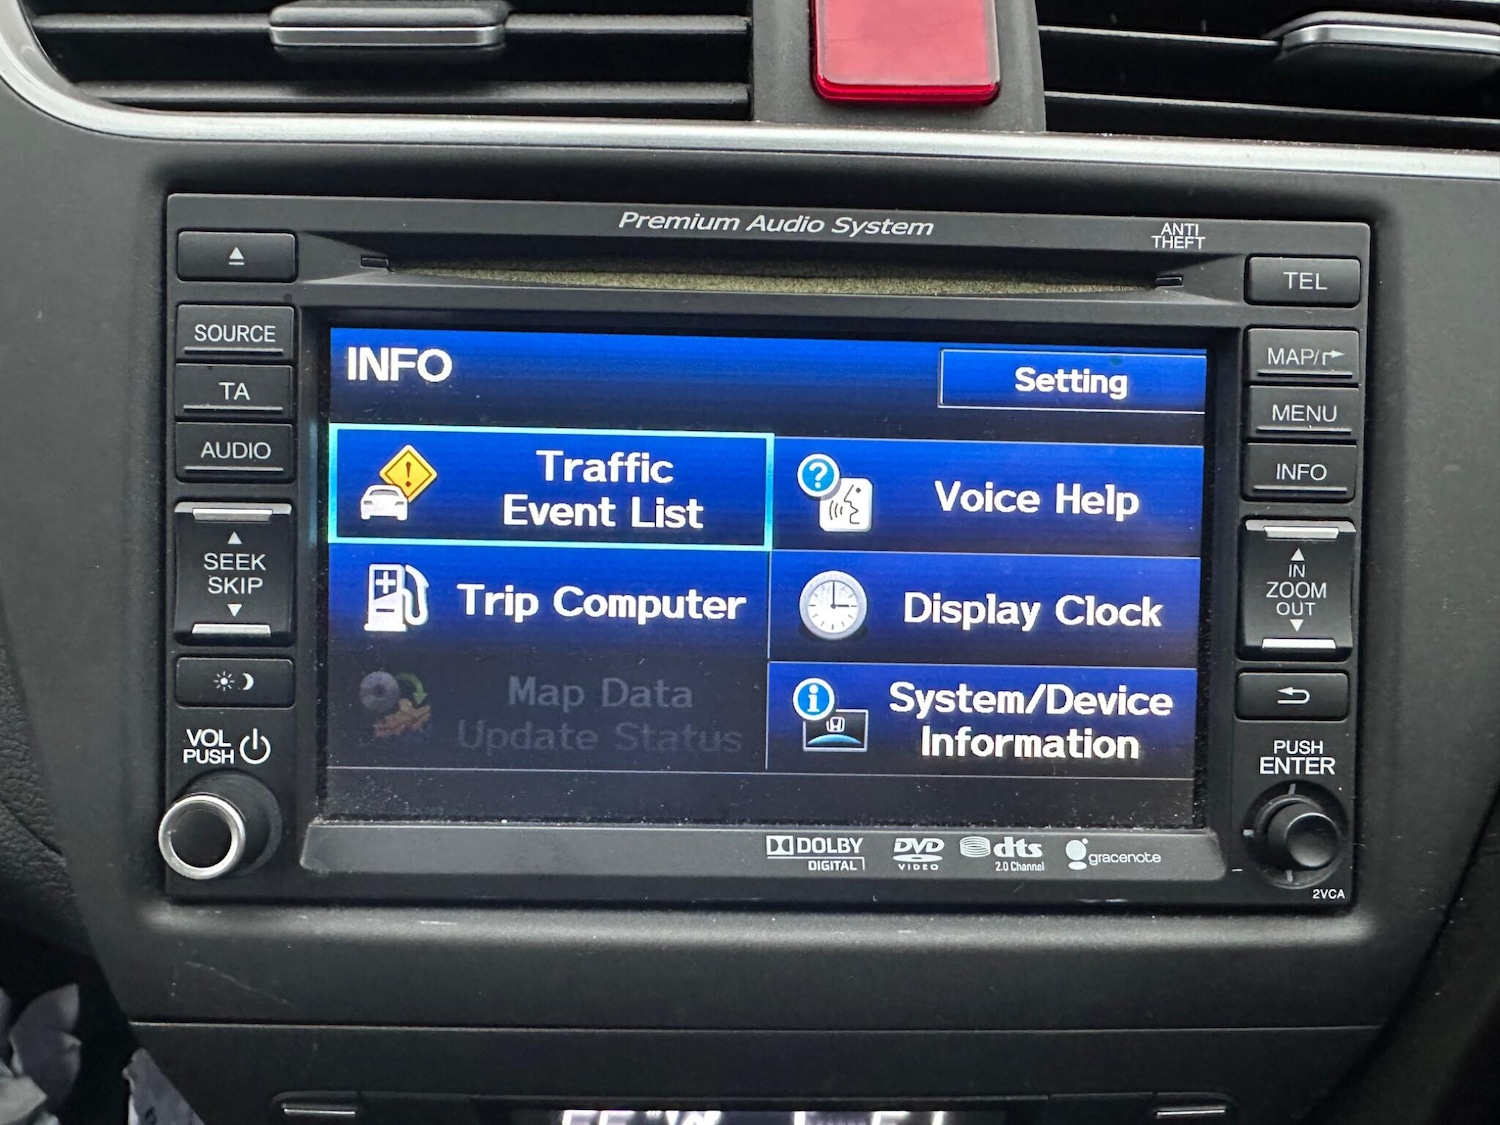 Premium Audio System
ANTI
THEFT
TEL
SOURCE
TA
AUDIO
SEEK
SKIP
VOL
PUSH
INFO
Setting
Traffic
Event List
Voice Help
Trip Computer
Display Clock
Map Data
Update Status
System/Device
Information
MAP/
MENU
INFO
IN
ZOOM
OUT
PUSH
ENTER
DOLBY
DIGITAL
DVD
VIDEO
dts
2.0 Channel
gracenote
2VCA